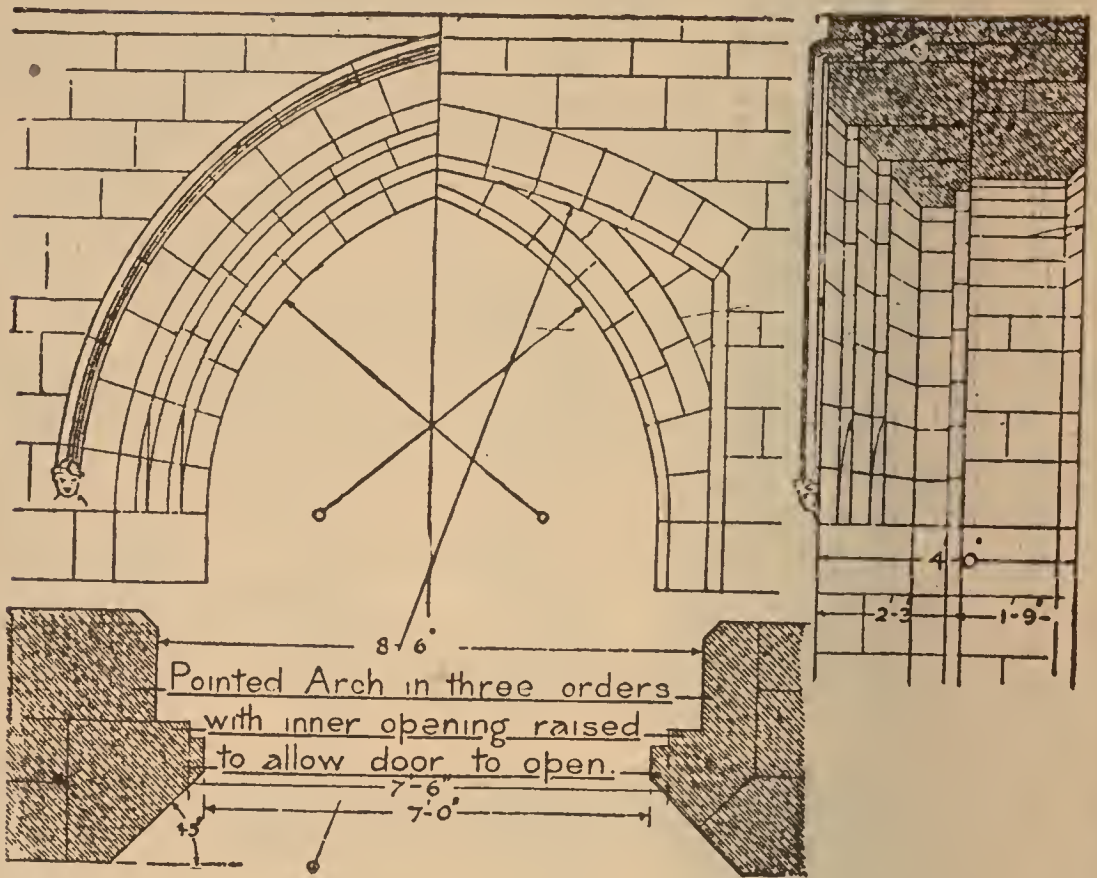 4'0
2'-3
1'-9"
8'-6"
Pointed Arch in three orders
with inner opening raised
to allow door to open.
7'-6"
7'-0"
45°